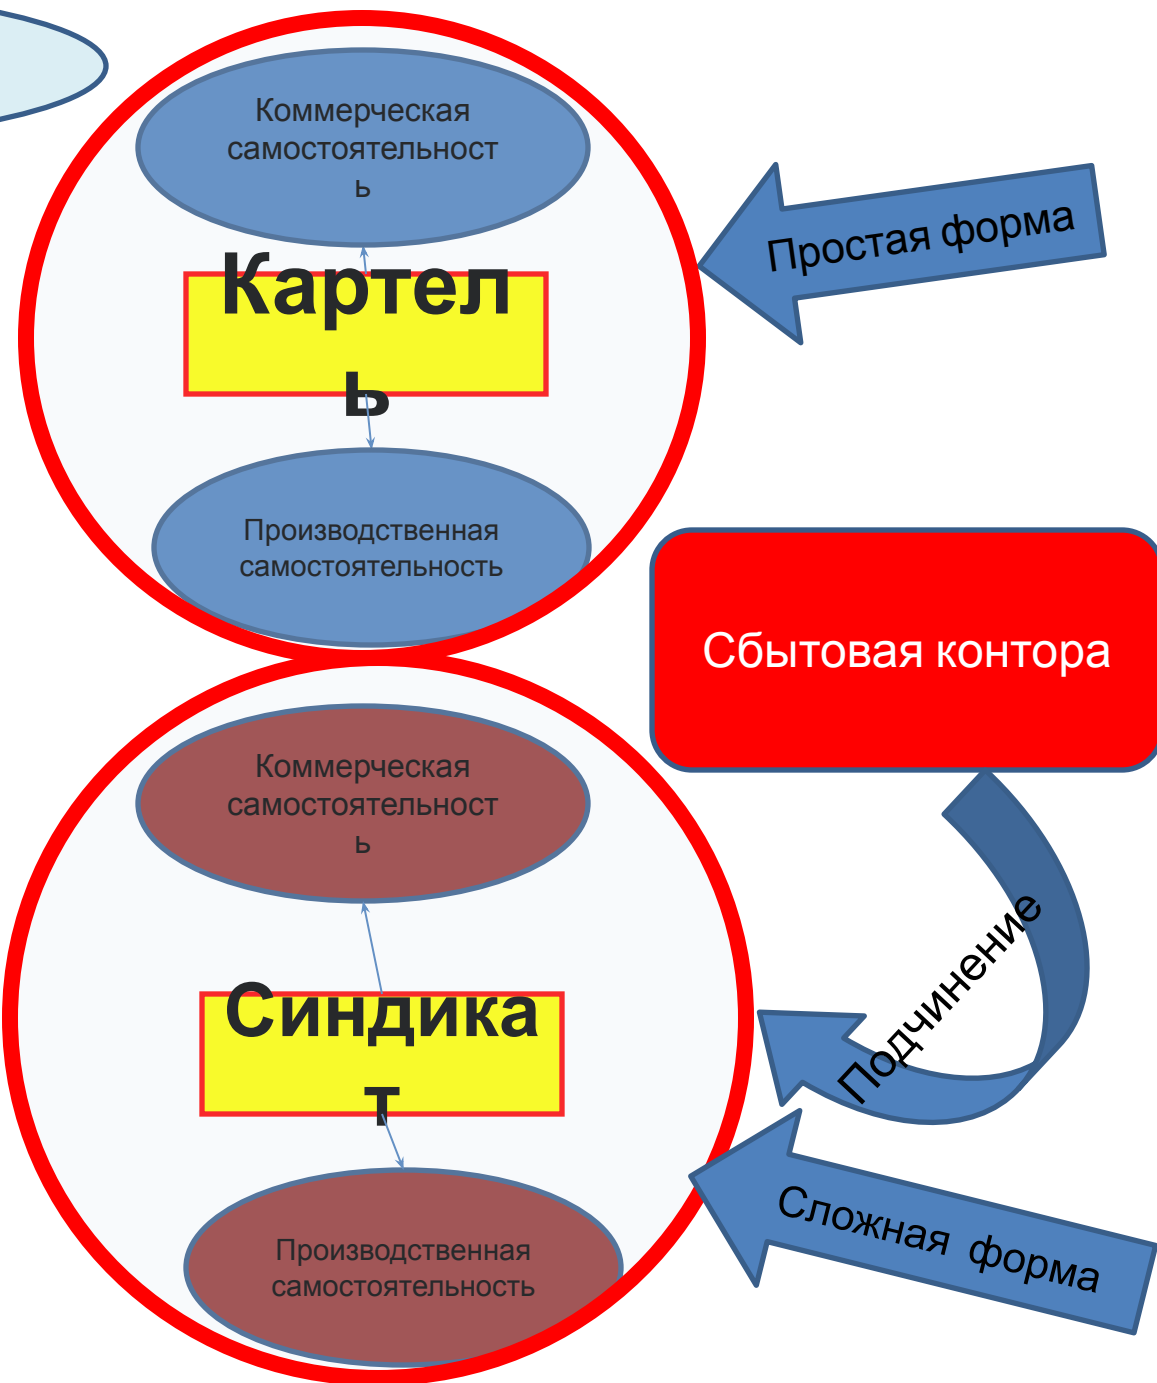 Коммерческая
самостоятельност
ь
Простая форма
Картел
ь
Производственная
самостоятельность
Сбытовая контора
Коммерческая
самостоятельност
ь
Подчинение
Синдика
т
Сложная форма
Производственная
самостоятельность